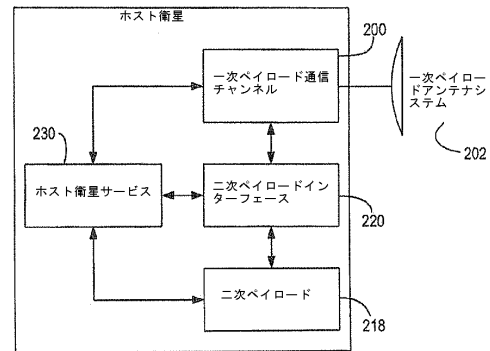 ホスト衛星
200
一次ペイロード通信
チャンネル
一次ペイロー
ドアンテナシ
ステム
202
230
ホスト衛星サービス
二次ペイロードイン
ターフェース
220
二次ペイロード
218